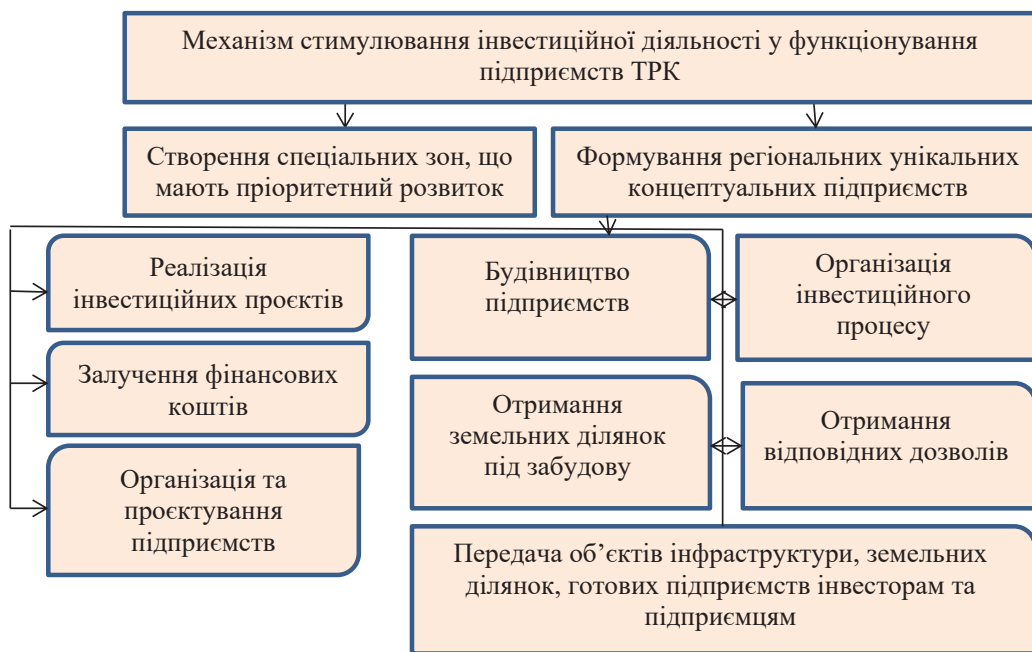 Механізм стимулювання інвестиційної діяльності у функціонування
підприємств ТРК
Створення спеціальних зон, що
мають пріоритетний розвиток
Формування регіональних унікальних
концептуальних підприємств
Реалізація
інвестиційних проєктів
Будівництво
підприємств
Організація
інвестиційного
процесу
Залучення фінансових
коштів
Отримання
земельних ділянок
під забудову
Отримання
відповідних дозволів
Організація та
проєктування
підприємств
Передача об’єктів інфраструктури, земельних
ділянок, готових підприємств інвесторам та
підприємцям